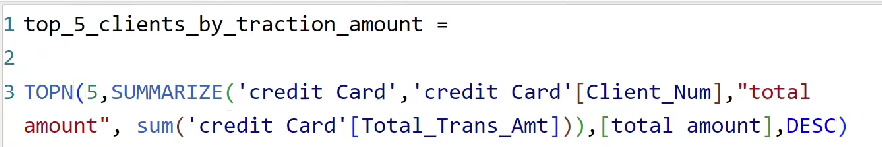 1 top_5_clients_by_traction_amount =
2
3 TOPN(5,SUMMARIZE('credit Card','credit Card'[Client_Num],"total
amount", sum('credit Card'[Total_Trans_Amt])),[total amount],DESC)